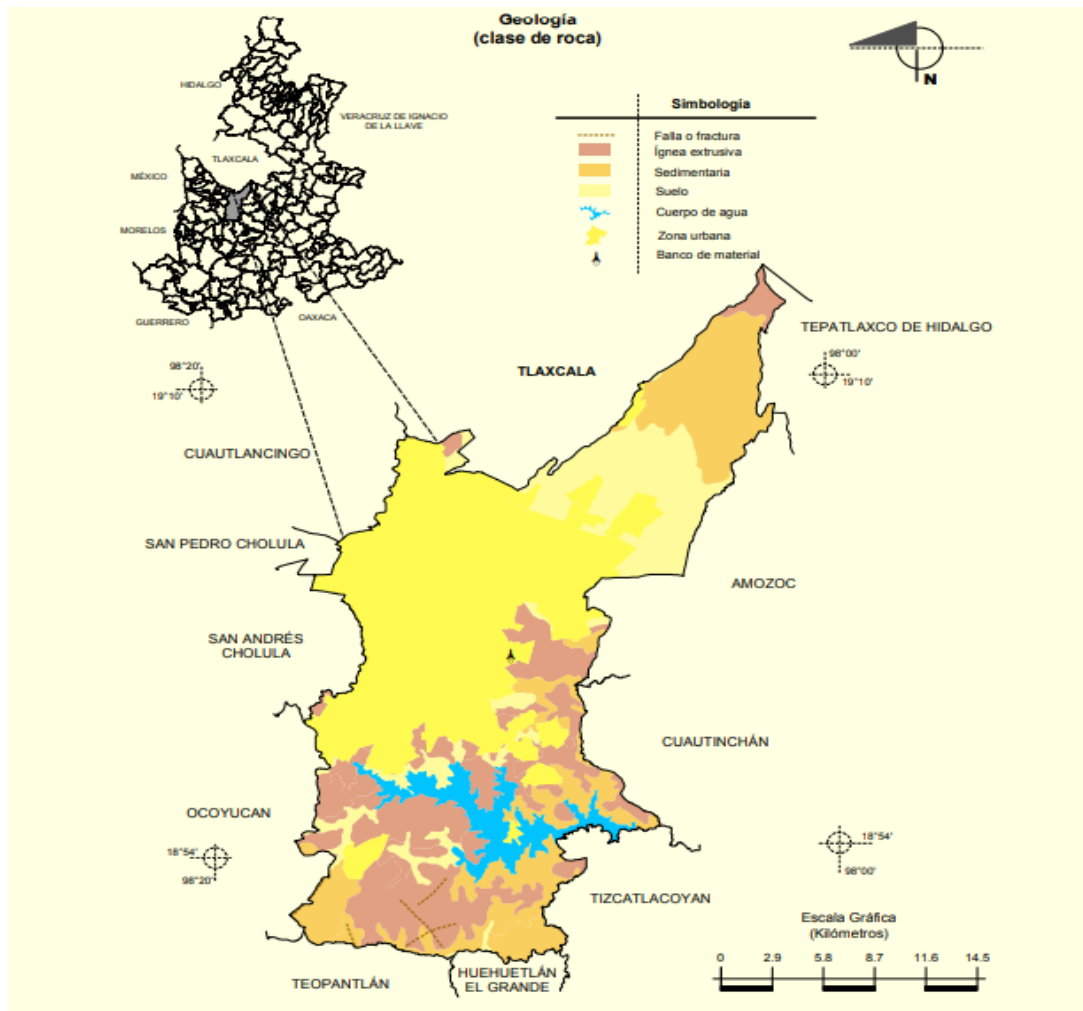 Geología
(clase de roca)
N
HIDALGO
VERACRUZ DE IGNACIO
DE LA LLAVE
TLAXCALA
MÉXICO
MORELOS
GUERRERO
OAXACA
Simbología
Falla o fractura
Ígnea extrusiva
Sedimentaria
Suelo
Cuerpo de agua
Zona urbana
Banco de material
TEPATLAXCO DE HIDALGO
98°20'
19°10'
TLAXCALA
98°00'
19°10'
CUAUTLANCINGO
SAN PEDRO CHOLULA
AMOZOC
SAN ANDRÉS
CHOLULA
CUAUTINCHÁN
OCOYUCAN
18°54'
98°20'
18°54'
98°00'
TIZCATLACOYAN
Escala Gráfica
(Kilómetros)
0 2.9 5.8 8.7 11.6 14.5
TEOPANTLÁN
HUEHUETLÁN
EL GRANDE